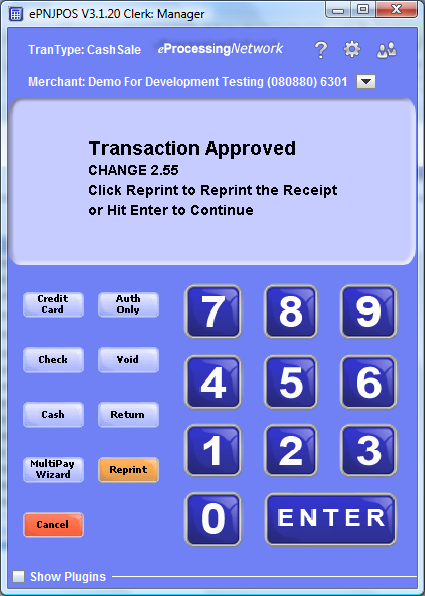 ePNJPOS V3.1.20 Clerk: Manager
TranType: CashSale eProcessingNetwork ?
Merchant: Demo For Development Testing (080880) 6301
Transaction Approved
CHANGE 2.55
Click Reprint to Reprint the Receipt
or Hit Enter to Continue
Credit Card
Auth Only
7 8 9
Check Void
4 5 6
Cash Return
1 2 3
MultiPay Wizard
Reprint
Cancel
0 ENTER
Show Plugins